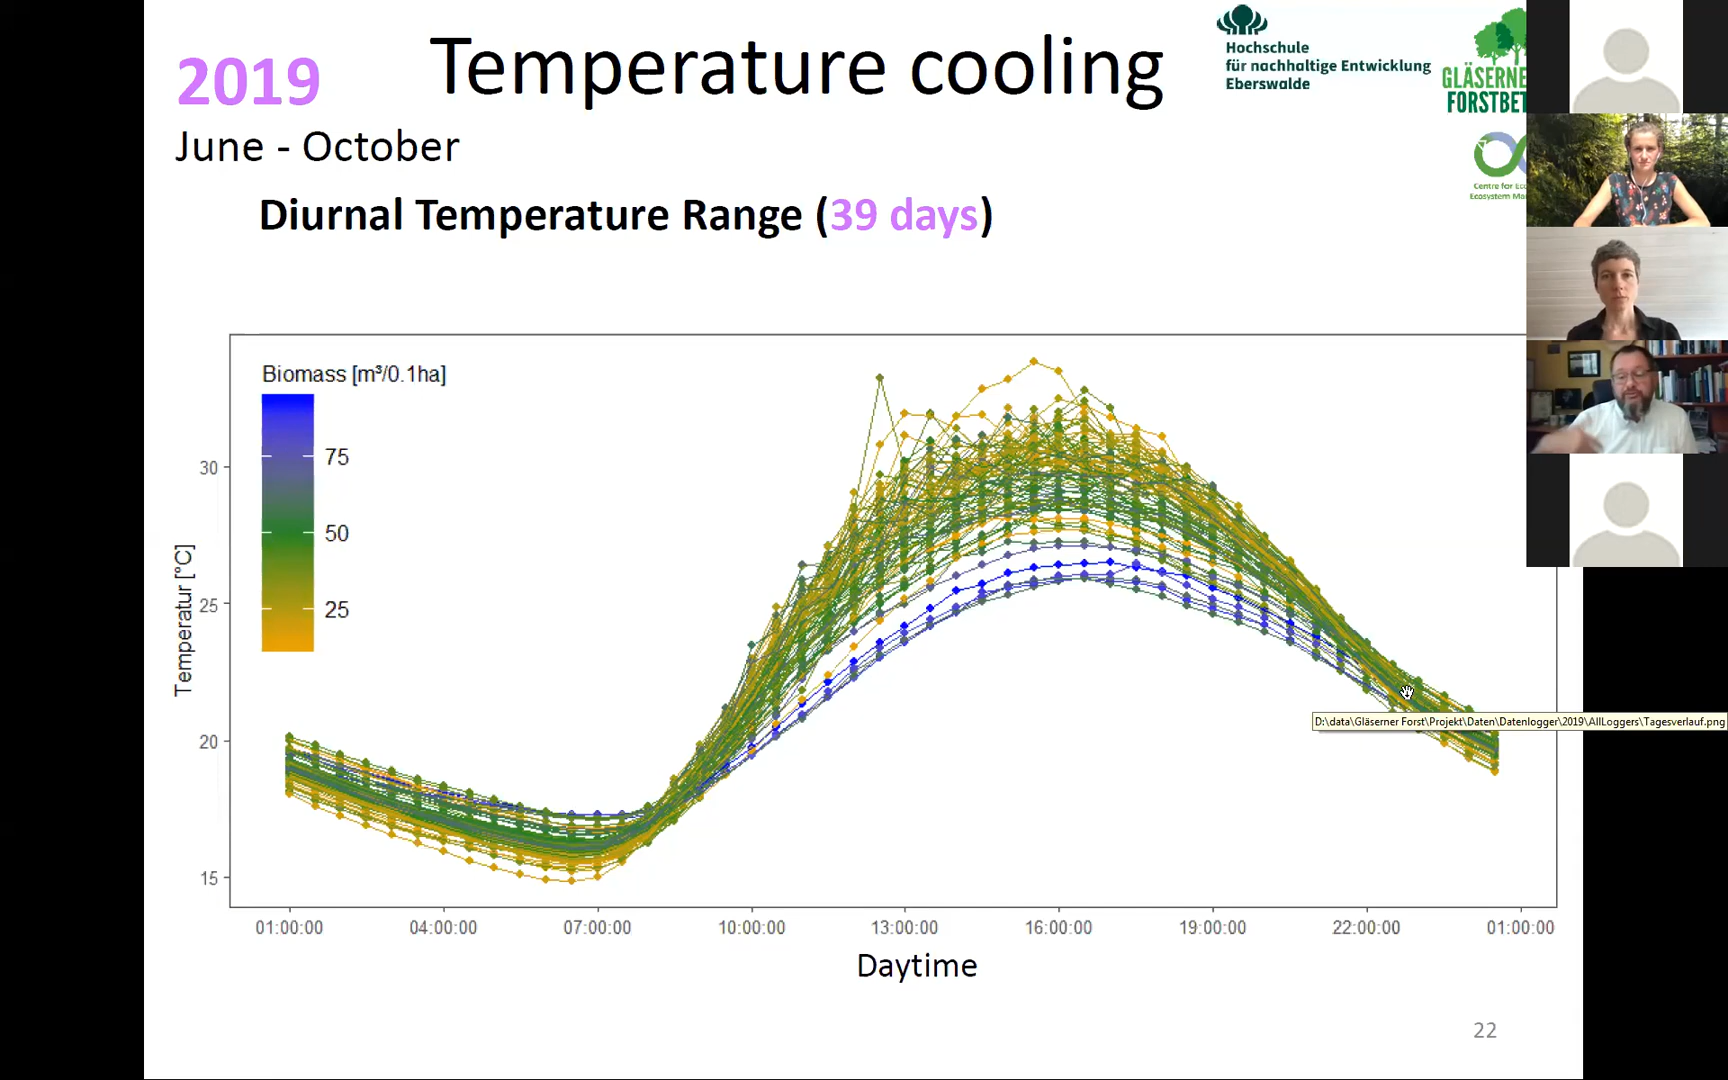 2019
Temperature cooling
June - October
Diurnal Temperature Range (39 days)
Hochschule
für nachhaltige Entwicklung
Eberswalde
GLÄSERNE
FORSTBET
Centre for Eco
Ecosystem Ma
Biomass [m³/0.1ha]
75
50
25
Temperatur [°C]
30
25
20
15
01:00:00
04:00:00
07:00:00
10:00:00
13:00:00
16:00:00
19:00:00
22:00:00
01:00:00
Daytime
D:\data\Gläserner Forst\Projekt\Daten\Datenlogger\2019\AllLoggers\Tagesverlauf.png
22